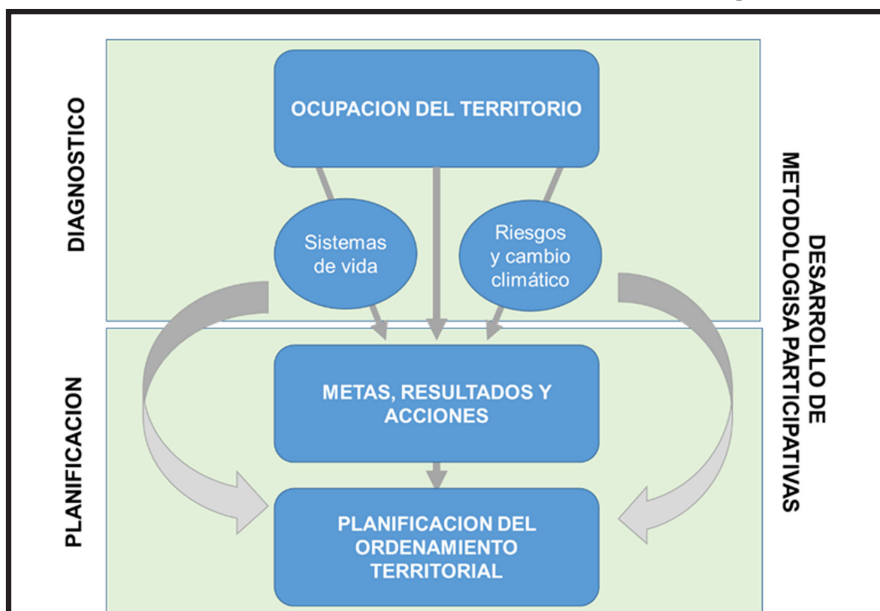 DIAGNOSTICO
OCUPACION DEL TERRITORIO
Sistemas
de vida
Riesgos
y cambio
climático
DESARROLLO DE
METODOLOGISA PARTICIPATIVAS
PLANIFICACION
METAS, RESULTADOS Y
ACCIONES
PLANIFICACION DEL
ORDENAMIENTO
TERRITORIAL